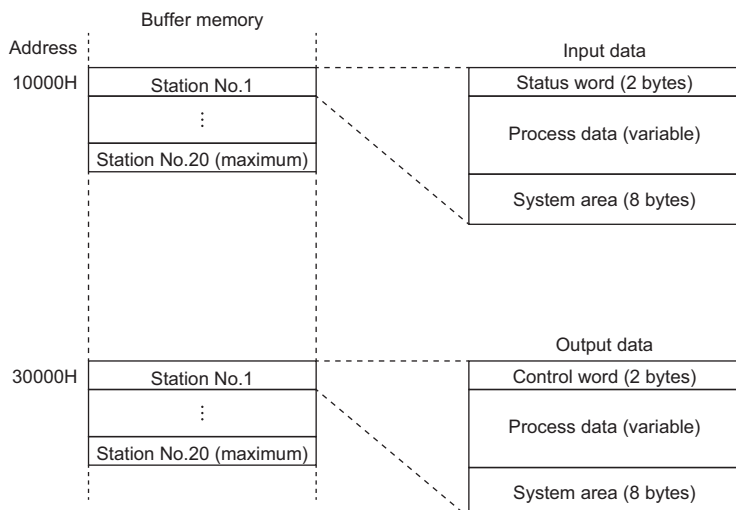 Buffer memory
Address
Input data
10000H
Station No.1
Status word (2 bytes)
⋮
Process data (variable)
Station No.20 (maximum)
System area (8 bytes)
Output data
30000H
Station No.1
Control word (2 bytes)
⋮
Process data (variable)
Station No.20 (maximum)
System area (8 bytes)